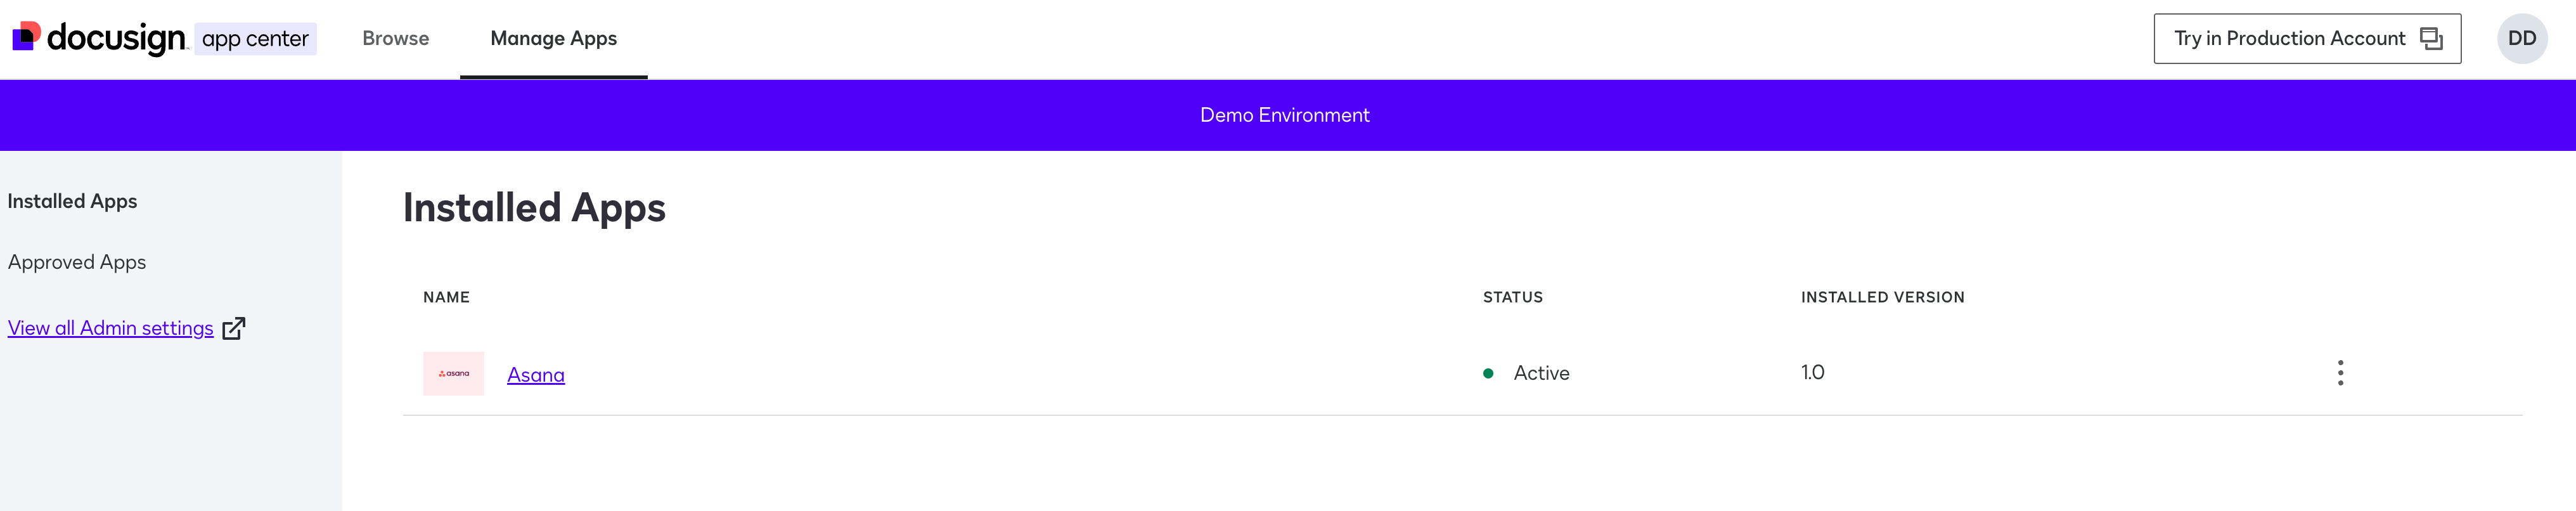 docusign app center Browse Manage Apps Try in Production Account DD
Demo Environment
Installed Apps
Approved Apps
View all Admin settings
Installed Apps
NAME STATUS INSTALLED VERSION
asana Asana Active 1.0